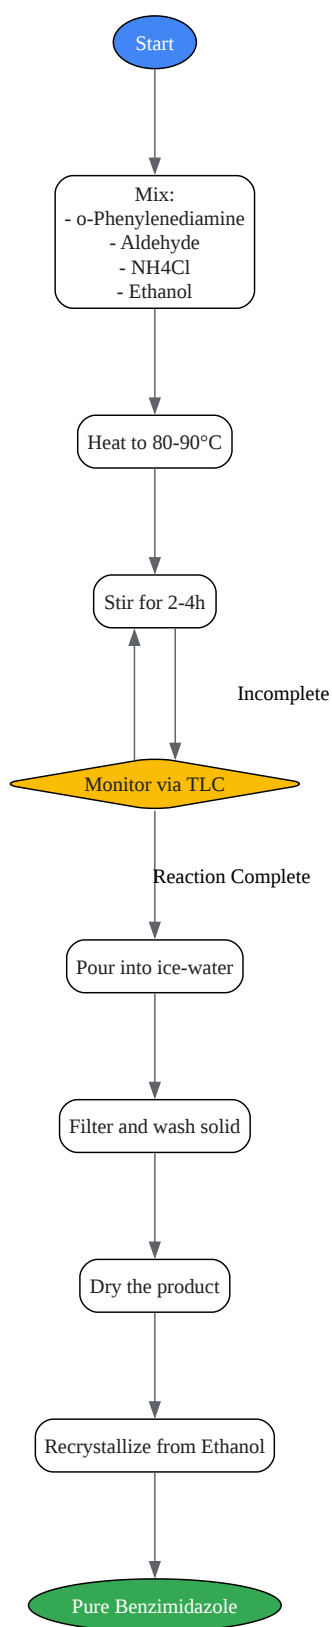 Start
Mix:
- o-Phenylenediamine
- Aldehyde
- NH4Cl
- Ethanol
Heat to 80-90°C
Stir for 2-4h
Incomplete
Monitor via TLC
Reaction Complete
Pour into ice-water
Filter and wash solid
Dry the product
Recrystallize from Ethanol
Pure Benzimidazole